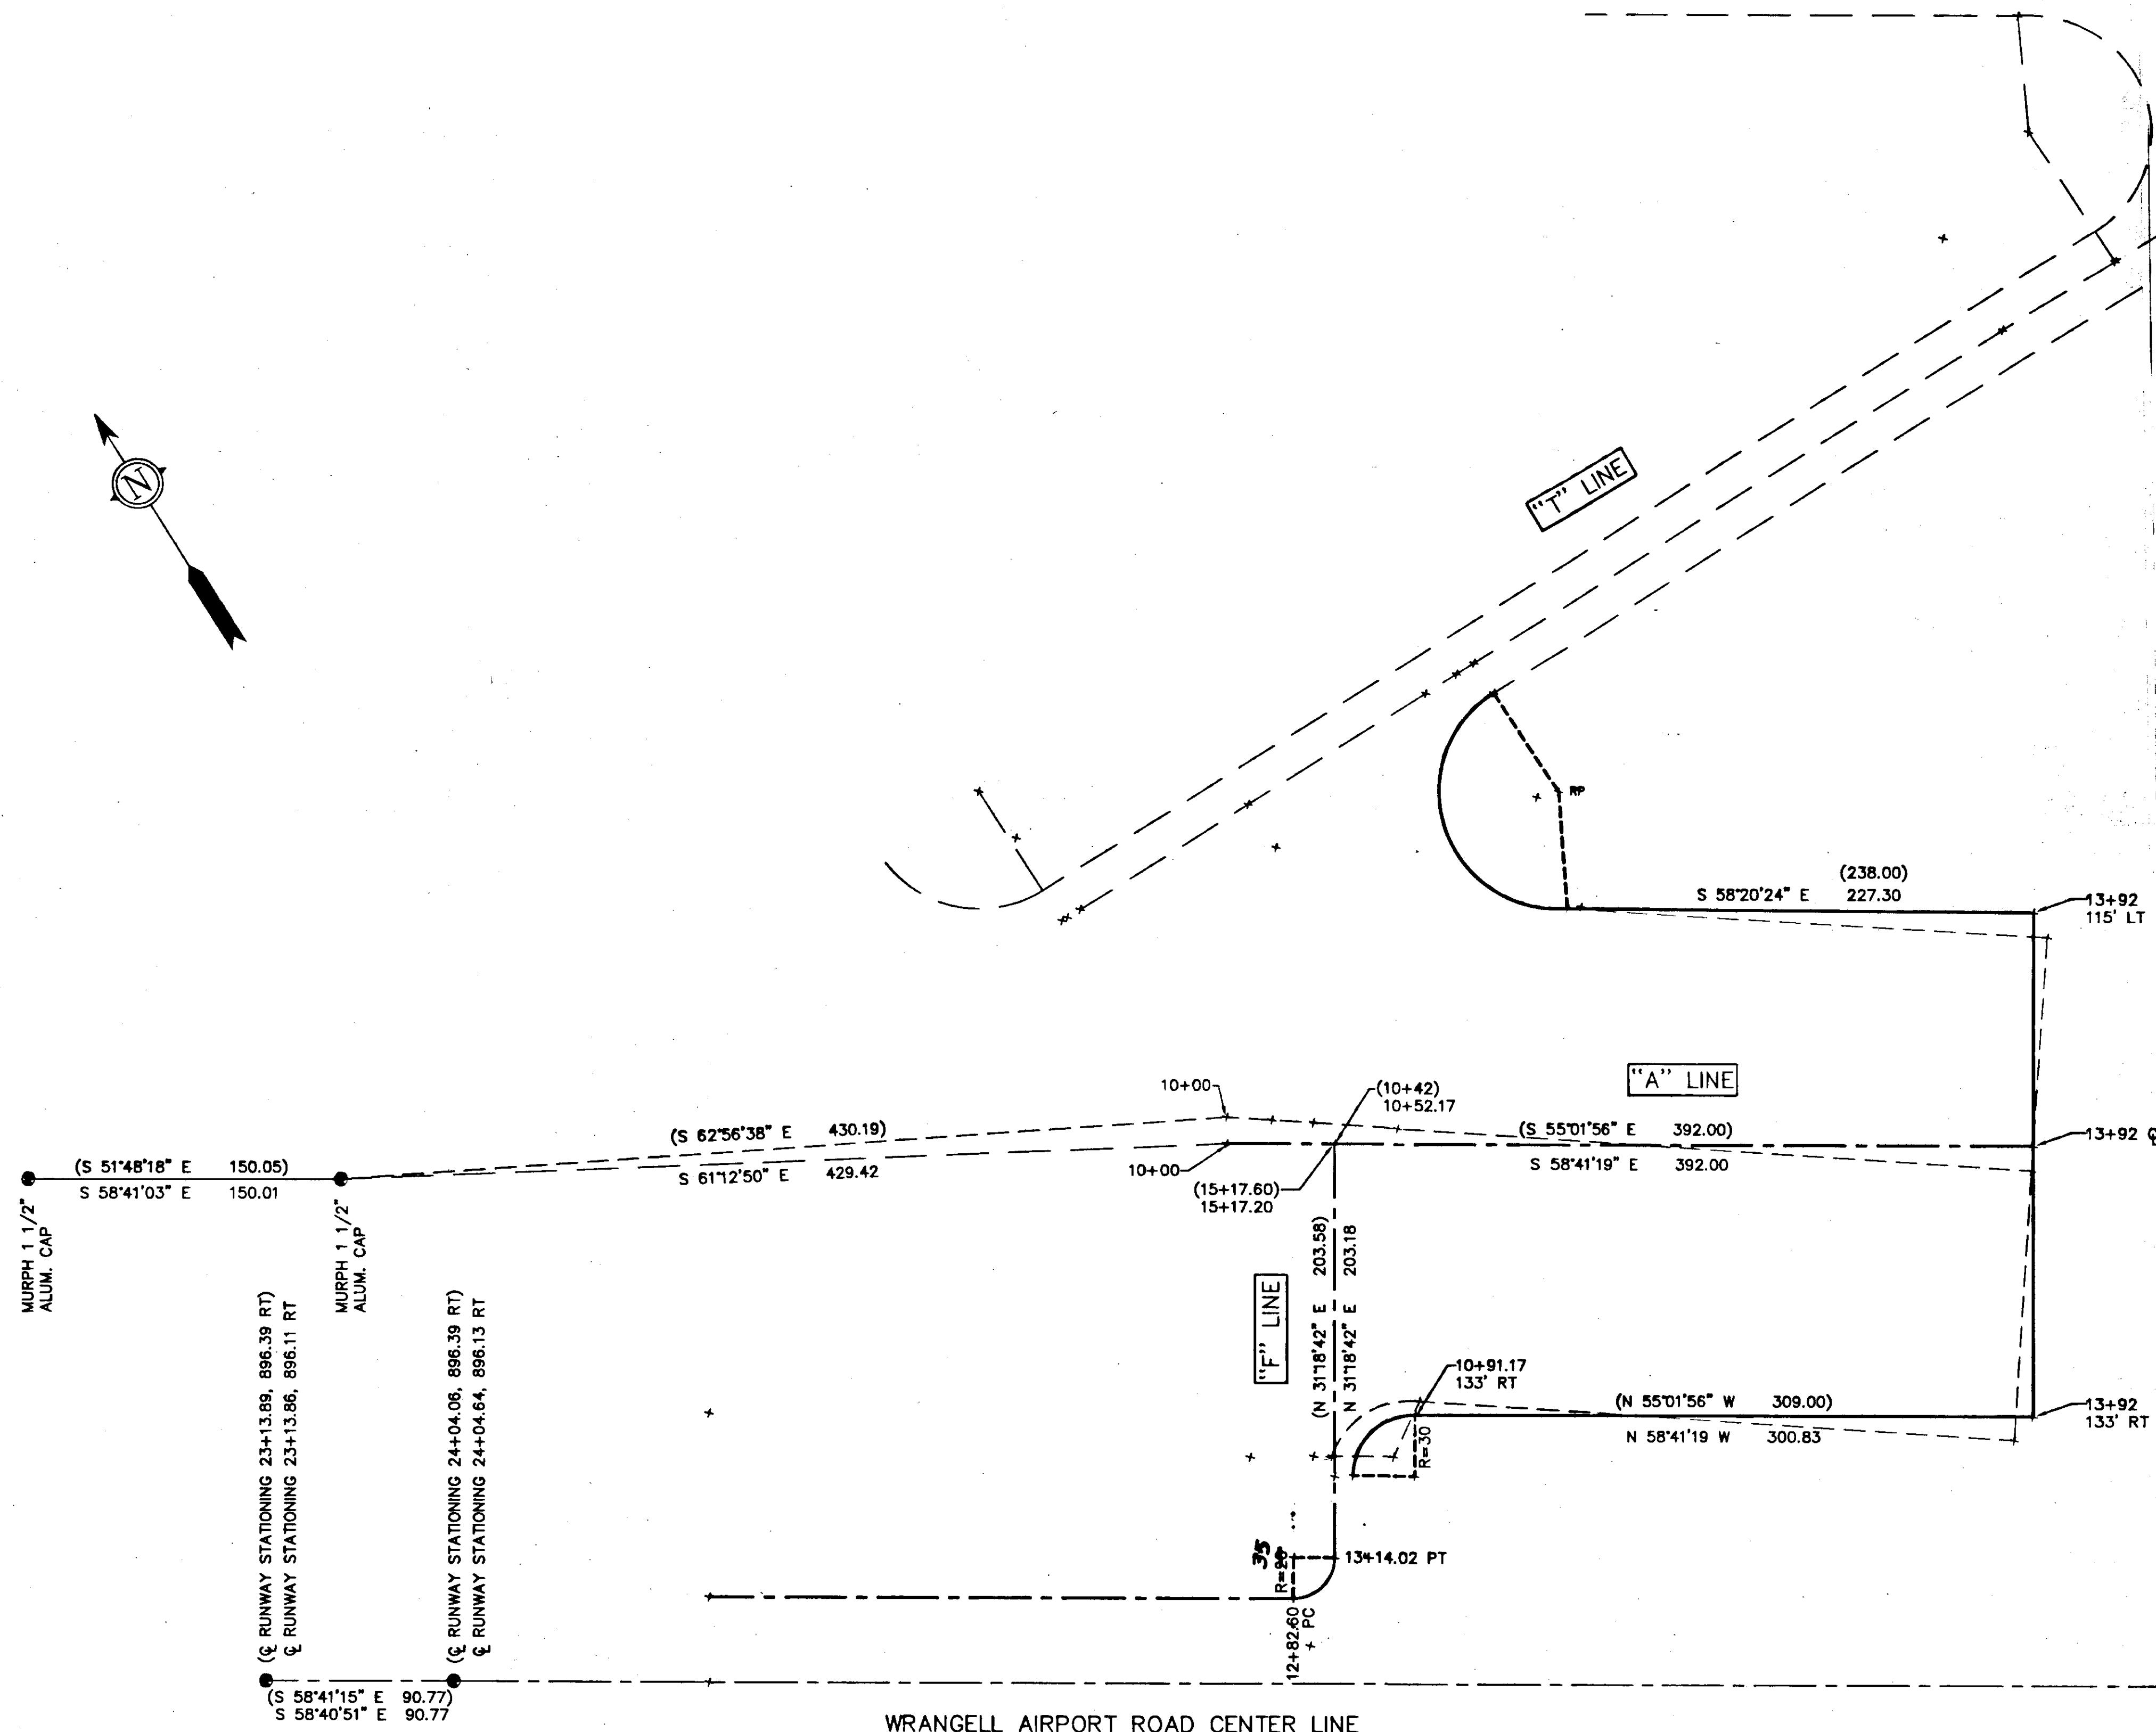 N
"T" LINE
RP
(238.00)
S 58°20'24" E 227.30
13+92
115' LT
"A" LINE
10+00
(10+42)
10+52.17
(S 62°56'38" E 430.19)
S 61°12'50" E 429.42
(S 55°01'56" E 392.00)
S 58°41'19" E 392.00
13+92 ℄
10+00
(S 51°48'18" E 150.05)
S 58°41'03" E 150.01
(15+17.60)
15+17.20
MURPH 1 1/2"
ALUM. CAP
MURPH 1 1/2"
ALUM. CAP
(℄ RUNWAY STATIONING 23+13.89, 896.39 RT)
℄ RUNWAY STATIONING 23+13.86, 896.11 RT
(℄ RUNWAY STATIONING 24+04.06, 896.39 RT)
℄ RUNWAY STATIONING 24+04.64, 896.13 RT
"F" LINE
(N 31°18'42" E 203.58)
N 31°18'42" E 203.18
10+91.17
133' RT
(N 55°01'56" W 309.00)
N 58°41'19 W 300.83
13+92
133' RT
R=30
35
R=20
13+14.02 PT
12+82.60
PC
(S 58°41'15" E 90.77)
S 58°40'51" E 90.77
WRANGELL AIRPORT ROAD CENTER LINE